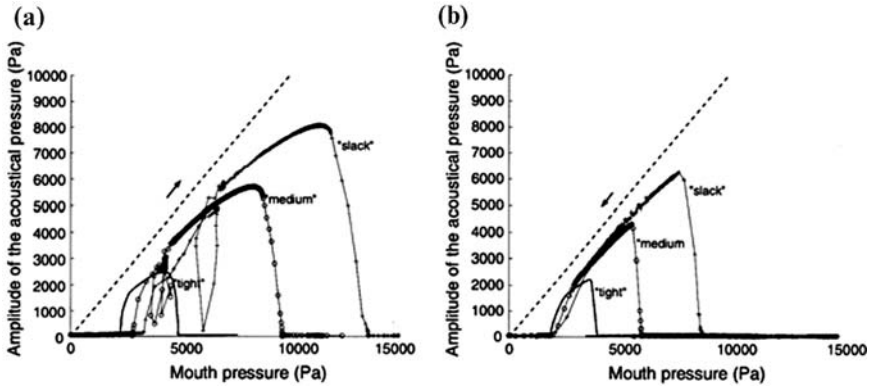 (a)
Amplitude of the acoustical pressure (Pa)
10000
9000
8000
7000
6000
5000
4000
3000
2000
1000
0
"slack"
"medium"
"tight"
0
5000
10000
15000
Mouth pressure (Pa)
(b)
Amplitude of the acoustical pressure (Pa)
10000
9000
8000
7000
6000
5000
4000
3000
2000
1000
0
"slack"
"medium
"tight"
0
5000
10000
15000
Mouth pressure (Pa)